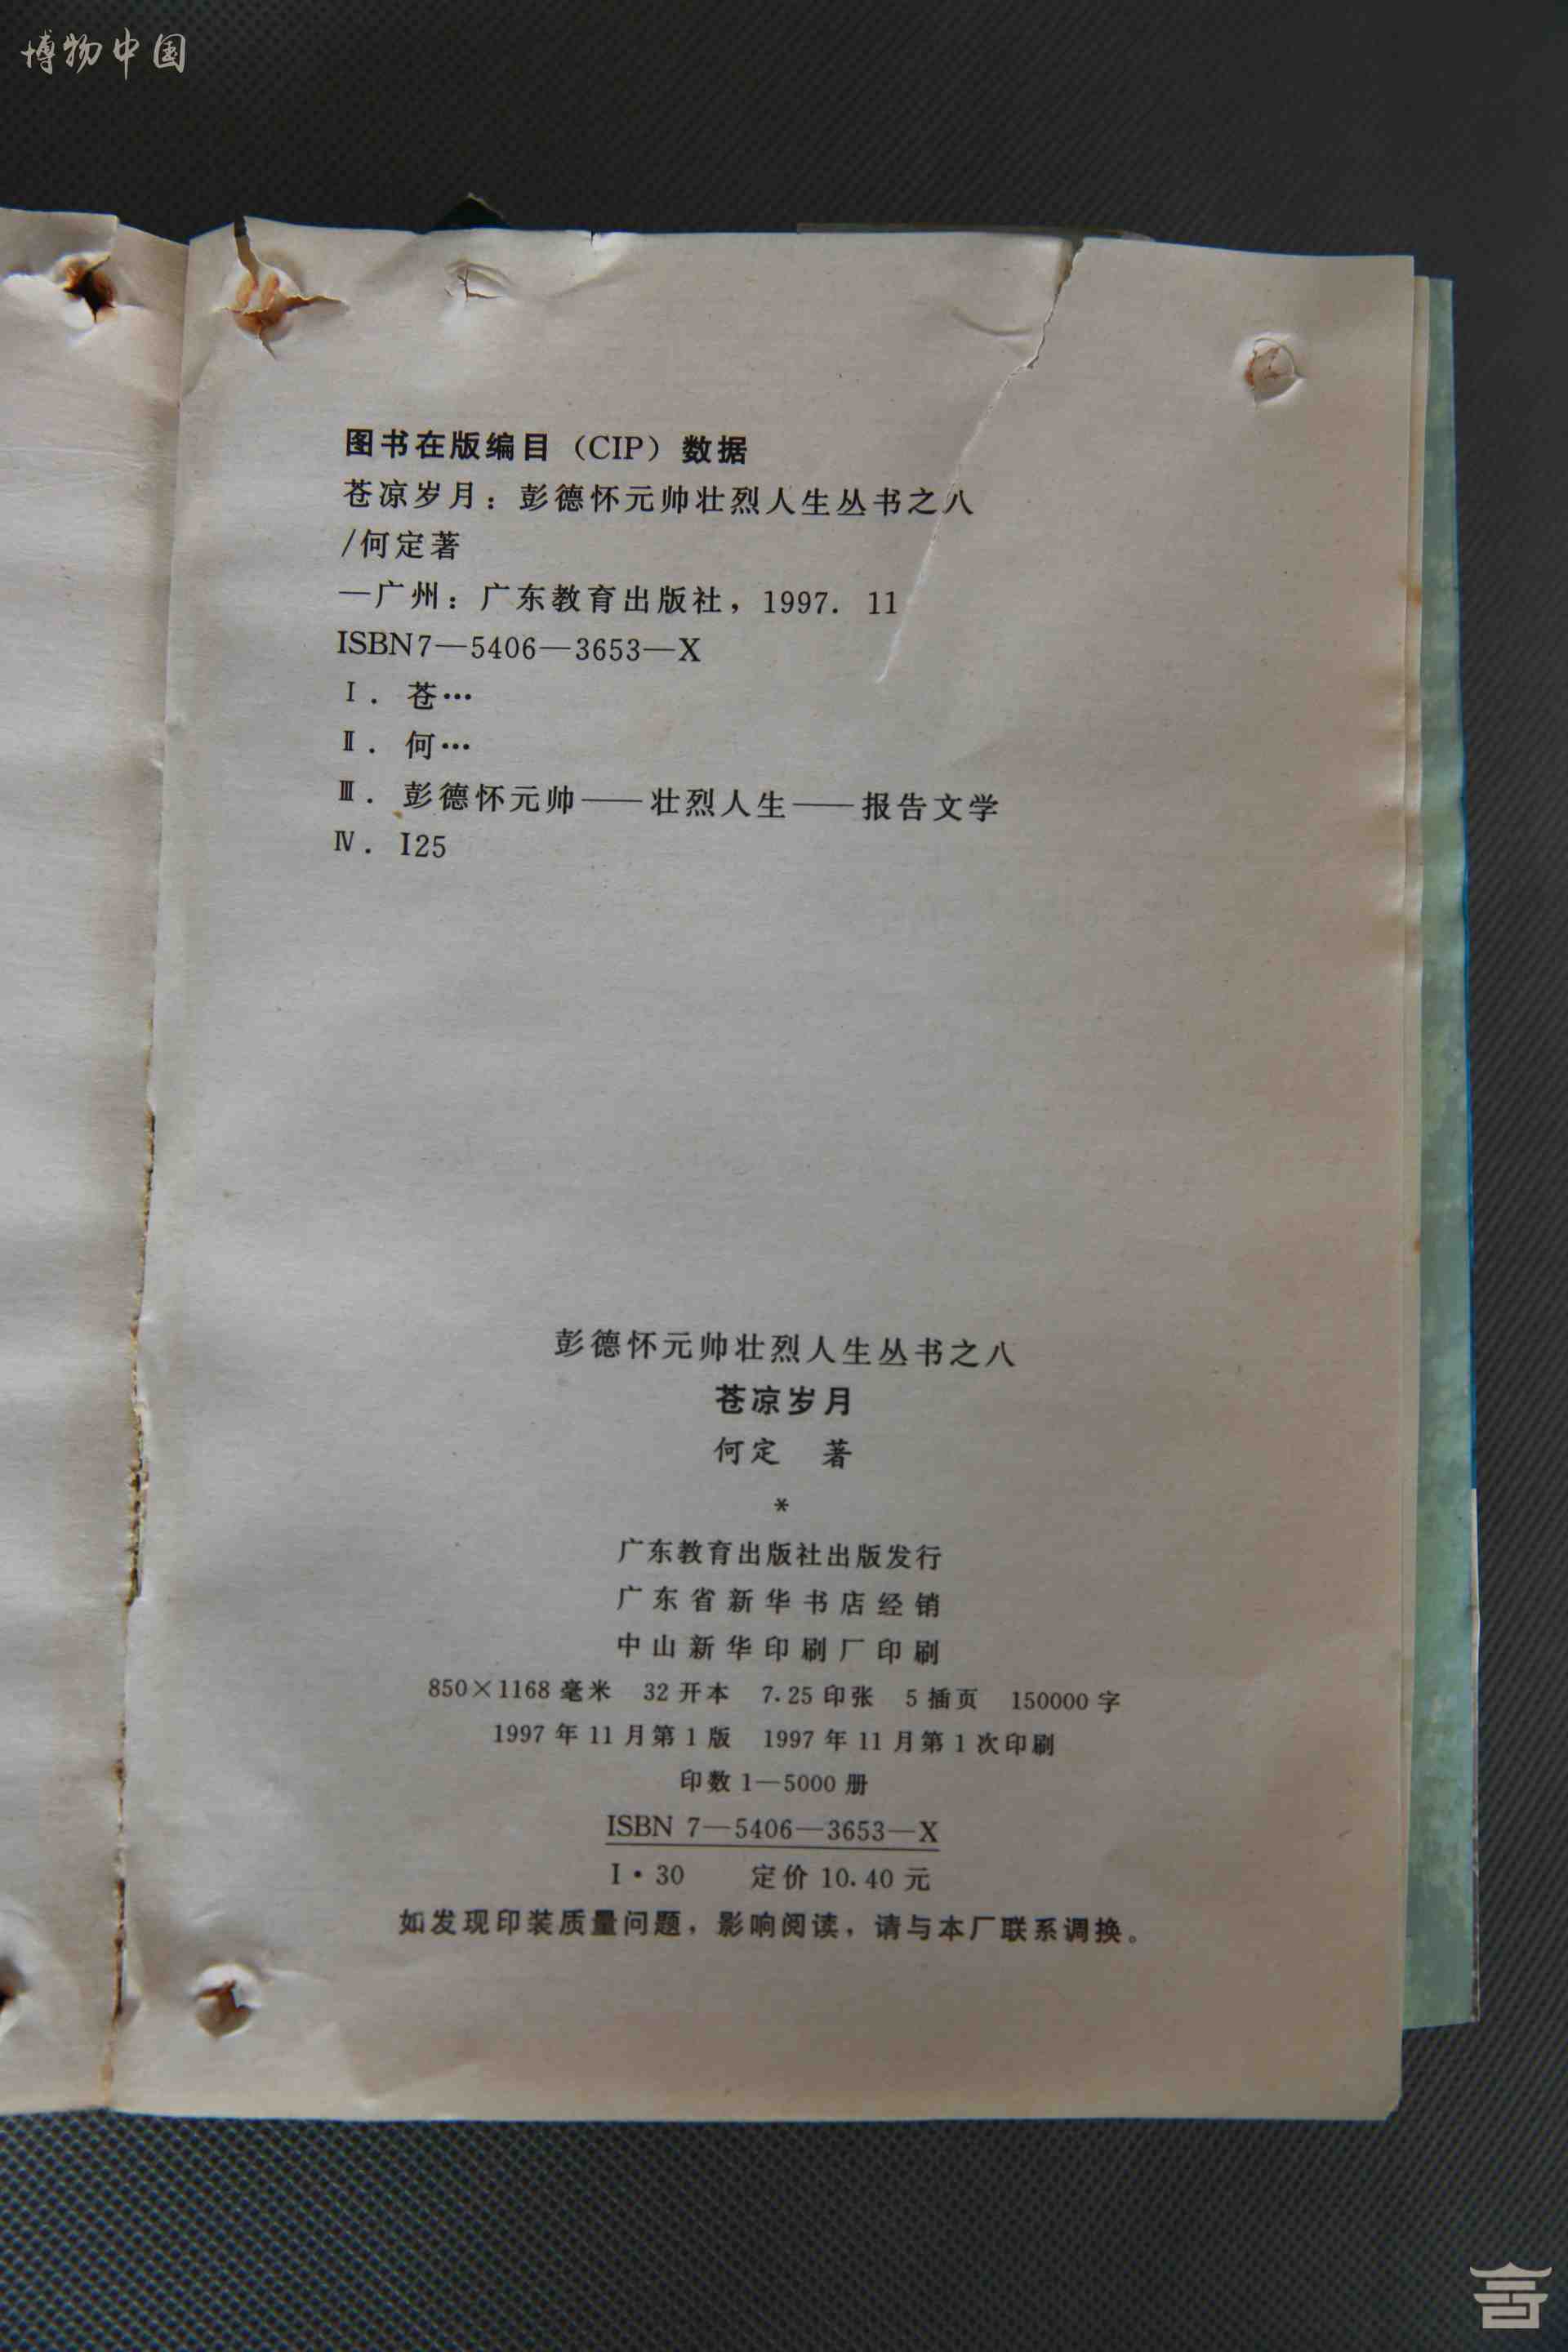 博物中国
图书在版编目（CIP）数据
苍凉岁月：彭德怀元帅壮烈人生丛书之八
/何定著
—广州：广东教育出版社，1997．11
ISBN7—5406—3653—X
Ⅰ．苍…
Ⅱ．何…
Ⅲ．彭德怀元帅——壮烈人生——报告文学
Ⅳ．I25
彭德怀元帅壮烈人生丛书之八
苍凉岁月
何定 著
*
广东教育出版社出版发行
广东省新华书店经销
中山新华印刷厂印刷
850×1168毫米 32开本 7.25印张 5插页 150000字
1997年11月第1版 1997年11月第1次印刷
印数1—5000册
ISBN 7—5406—3653—X
I·30 定价10.40元
如发现印装质量问题，影响阅读，请与本厂联系调换。